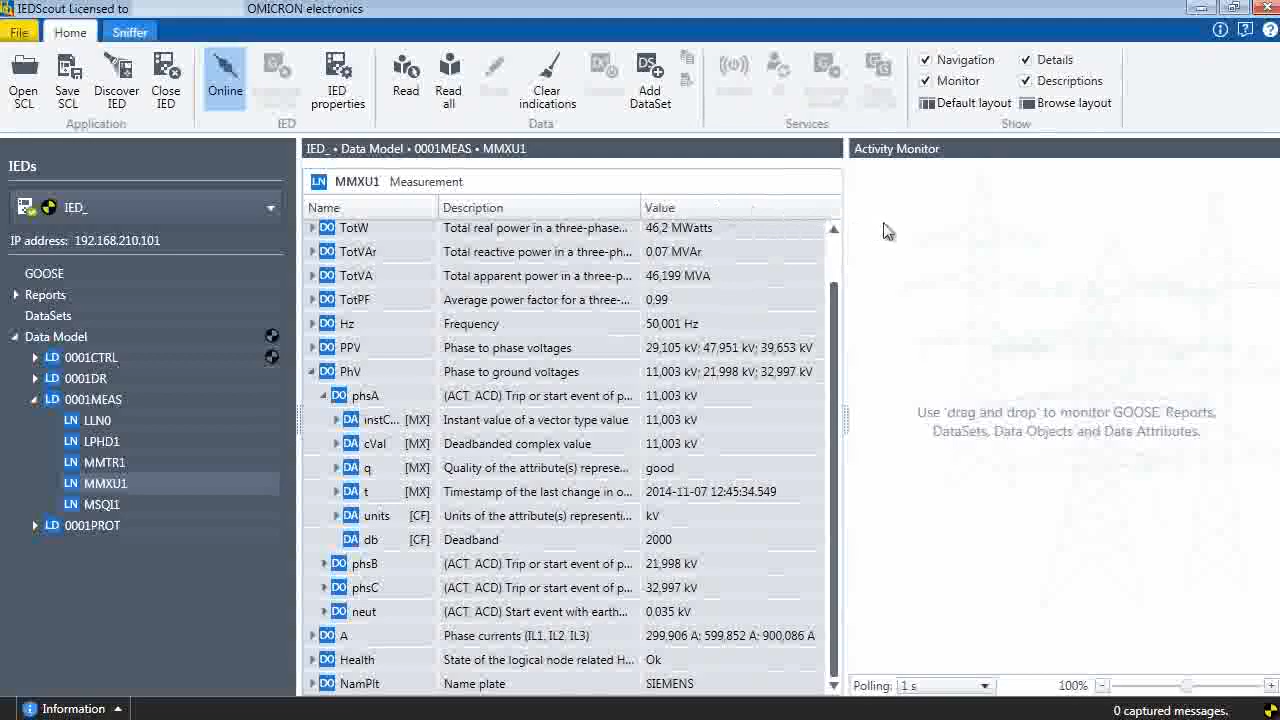 IEDScout Licensed to OMICRON electronics
File Home Sniffer
Open SCL
Save SCL
Discover IED
Close IED
Application
Online
IED properties
IED
Read
Read all
Clear indications
Add DataSet
Data
Services
Navigation
Details
Monitor
Descriptions
Default layout
Browse layout
Show
IEDs
IED_
IP address: 192.168.210.101
GOOSE
Reports
DataSets
Data Model
LD 0001CTRL
LD 0001DR
LD 0001MEAS
LN LLN0
LN LPHD1
LN MMTR1
LN MMXU1
LN MSQI1
LD 0001PROT
IED_ • Data Model • 0001MEAS • MMXU1
LN MMXU1 Measurement
Name Description Value
DO TotW Total real power in a three-phase... 46,2 MWatts
DO TotVAr Total reactive power in a three-ph... 0.07 MVAr
DO TotVA Total apparent power in a three-p... 46,199 MVA
DO TotPF Average power factor for a three-... 0.99
DO Hz Frequency 50,001 Hz
DO PPV Phase to phase voltages 29,105 kV; 47,951 kV; 39,653 kV
DO PhV Phase to ground voltages 11,003 kV; 21,998 kV; 32,997 kV
DO phsA (ACT, ACD) Trip or start event of p... 11,003 kV
DA instC... [MX] Instant value of a vector type value 11,003 kV
DA cVal [MX] Deadbanded complex value 11,003 kV
DA q [MX] Quality of the attribute(s) represe... good
DA t [MX] Timestamp of the last change in o... 2014-11-07 12:45:34.549
DA units [CF] Units of the attribute(s) representi... kV
DA db [CF] Deadband 2000
DO phsB (ACT, ACD) Trip or start event of p... 21,998 kV
DO phsC (ACT, ACD) Trip or start event of p... 32,997 kV
DO neut (ACT, ACD) Start event with earth... 0.035 kV
DO A Phase currents (IL1, IL2, IL3) 299,906 A; 599,852 A; 900,086 A
DO Health State of the logical node related H... Ok
DO NamPlt Name plate SIEMENS
Activity Monitor
Use 'drag and drop' to monitor GOOSE, Reports,
DataSets, Data Objects and Data Attributes.
Polling: 1 s 100%
Information
0 captured messages.